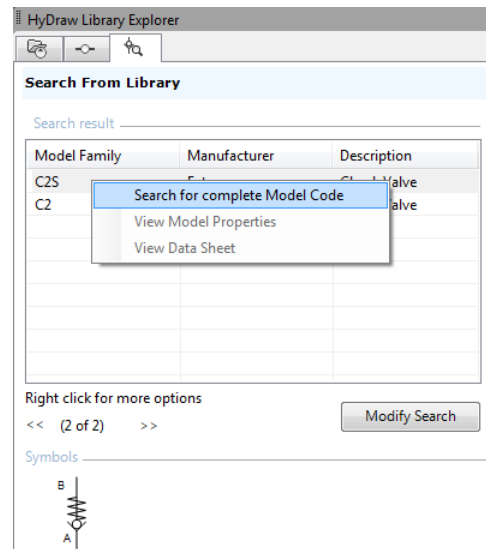 HyDraw Library Explorer
Search From Library
Search result
Model Family Manufacturer Description
C2S Valve
Search for complete Model Code
C2
View Model Properties
View Data Sheet
Right click for more options
<< (2 of 2) >>
Modify Search
Symbols
B
A